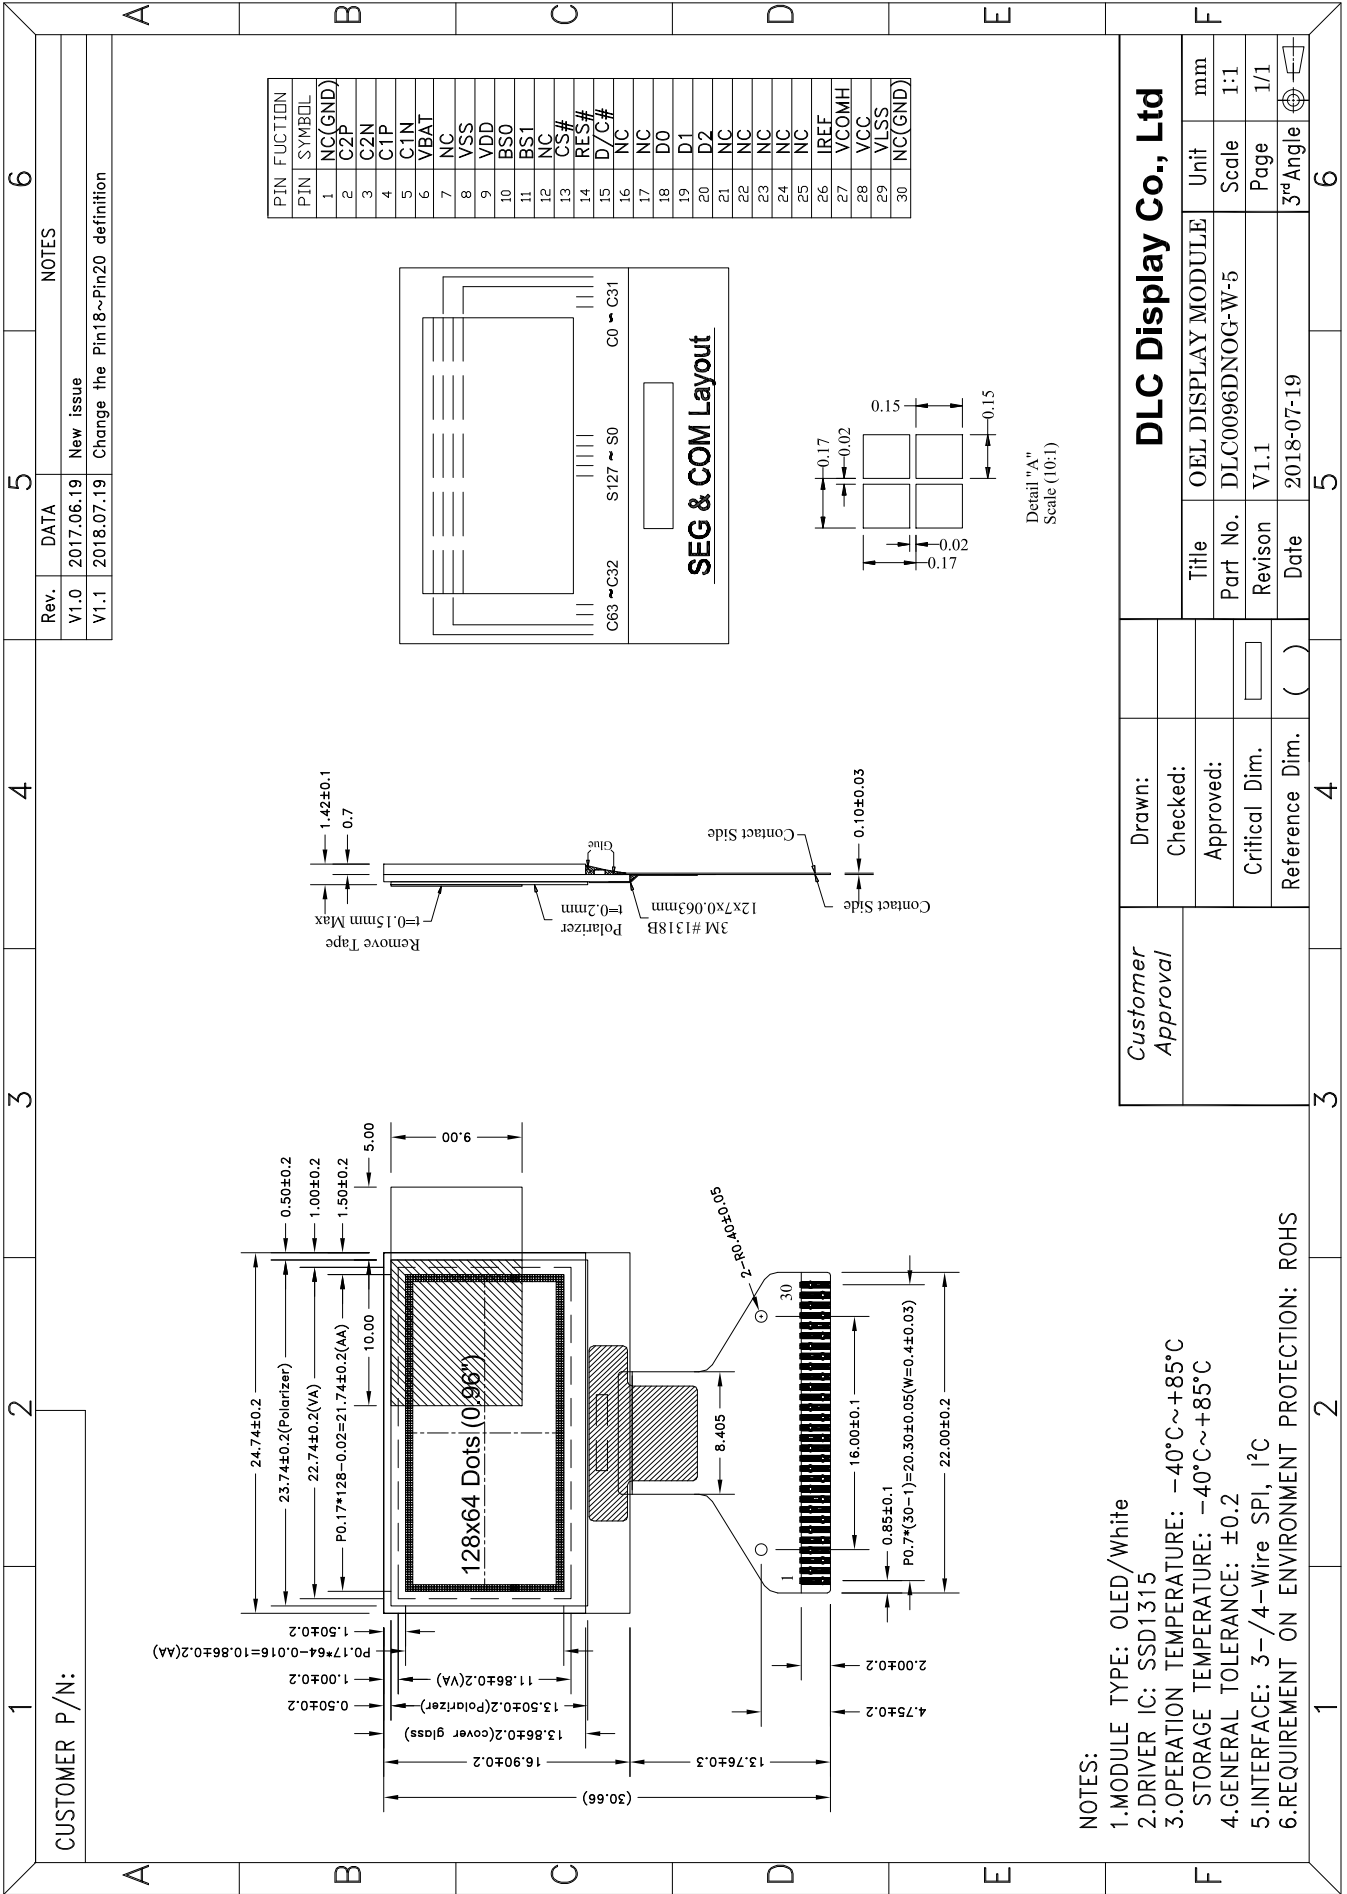 1 2 3 4 5 6
A
B
C
D
E
F
CUSTOMER P/N:
Rev. DATA NOTES
V1.0 2017.06.19 New issue
V1.1 2018.07.19 Change the Pin18~Pin20 definition
24.74±0.2
23.74±0.2(Polarizer)
22.74±0.2(VA)
P0.17*128-0.02=21.74±0.2(AA)
10.00
0.50±0.2
1.00±0.2
1.50±0.2
5.00
9.00
128x64 Dots (0.96")
1.50±0.2
P0.17*64-0.016=10.86±0.2(AA)
1.00±0.2
11.86±0.2(VA)
0.50±0.2
13.50±0.2(Polarizer)
13.86±0.2(cover glass)
16.90±0.2
13.76±0.3
(30.66)
2.00±0.2
4.75±0.2
8.405
2-R0.40±0.05
1
30
16.00±0.1
0.85±0.1
P0.7*(30-1)=20.30±0.05(W=0.4±0.03)
22.00±0.2
1.42±0.1
0.7
Remove Tape
t=0.15mm Max
Polarizer
t=0.2mm
3M #1318B
12x7x0.063mm
Glue
Contact Side
Contact Side
0.10±0.03
C63 ~C32
S127 ~ S0
C0 ~ C31
SEG & COM Layout
0.17
0.02
0.15
0.15
0.02
0.17
Detail "A"
Scale (10:1)
PIN FUCTION
PIN SYMBOL
1 NC(GND)
2 C2P
3 C2N
4 C1P
5 C1N
6 VBAT
7 NC
8 VSS
9 VDD
10 BS0
11 BS1
12 NC
13 CS#
14 RES#
15 D/C#
16 NC
17 NC
18 D0
19 D1
20 D2
21 NC
22 NC
23 NC
24 NC
25 NC
26 IREF
27 VCOMH
28 VCC
29 VLSS
30 NC(GND)
NOTES:
1.MODULE TYPE: OLED/White
2.DRIVER IC: SSD1315
3.OPERATION TEMPERATURE: -40°C~+85°C
STORAGE TEMPERATURE: -40°C~+85°C
4.GENERAL TOLERANCE: ±0.2
5.INTERFACE: 3-/4-Wire SPI, I²C
6.REQUIREMENT ON ENVIRONMENT PROTECTION: ROHS
Customer
Approval
Drawn:
Checked:
Approved:
Critical Dim.
Reference Dim. ( )
DLC Display Co., Ltd
Title OEL DISPLAY MODULE Unit mm
Part No. DLC0096DNOG-W-5 Scale 1:1
Revison V1.1 Page 1/1
Date 2018-07-19 3rd Angle
A
B
C
D
E
F
1 2 3 4 5 6